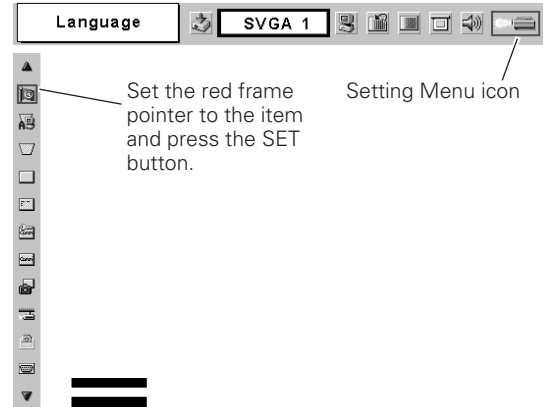 Language
SVGA 1
Set the red frame
pointer to the item
and press the SET
button.
Setting Menu icon